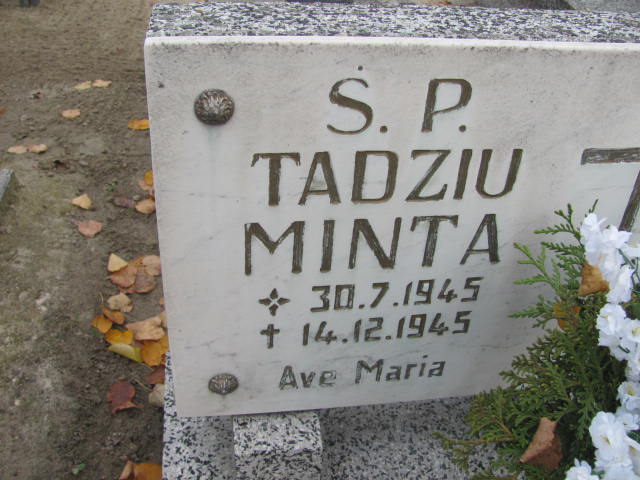 Ś. P.
TADZIU
MINTA
30.7.1945
† 14.12.1945
Ave Maria